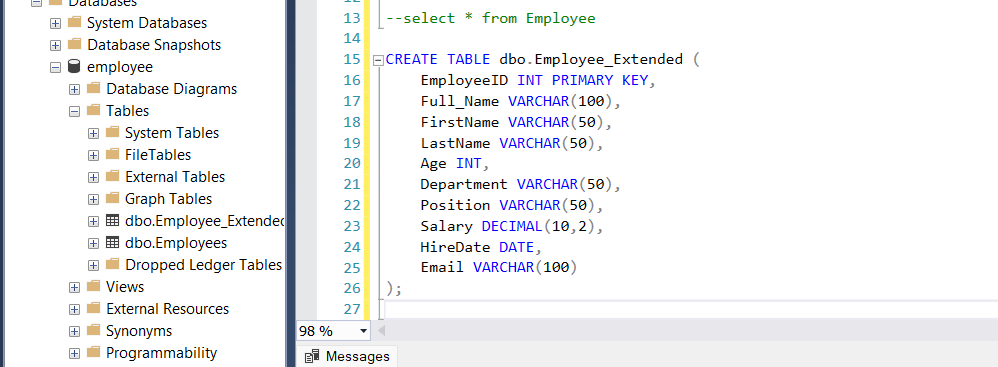 Databases
System Databases
Database Snapshots
employee
Database Diagrams
Tables
System Tables
FileTables
External Tables
Graph Tables
dbo.Employee_Extended
dbo.Employees
Dropped Ledger Tables
Views
External Resources
Synonyms
Programmability
13 --select * from Employee
14
15 CREATE TABLE dbo.Employee_Extended (
16 EmployeeID INT PRIMARY KEY,
17 Full_Name VARCHAR(100),
18 FirstName VARCHAR(50),
19 LastName VARCHAR(50),
20 Age INT,
21 Department VARCHAR(50),
22 Position VARCHAR(50),
23 Salary DECIMAL(10,2),
24 HireDate DATE,
25 Email VARCHAR(100)
26 );
27
98 %
Messages